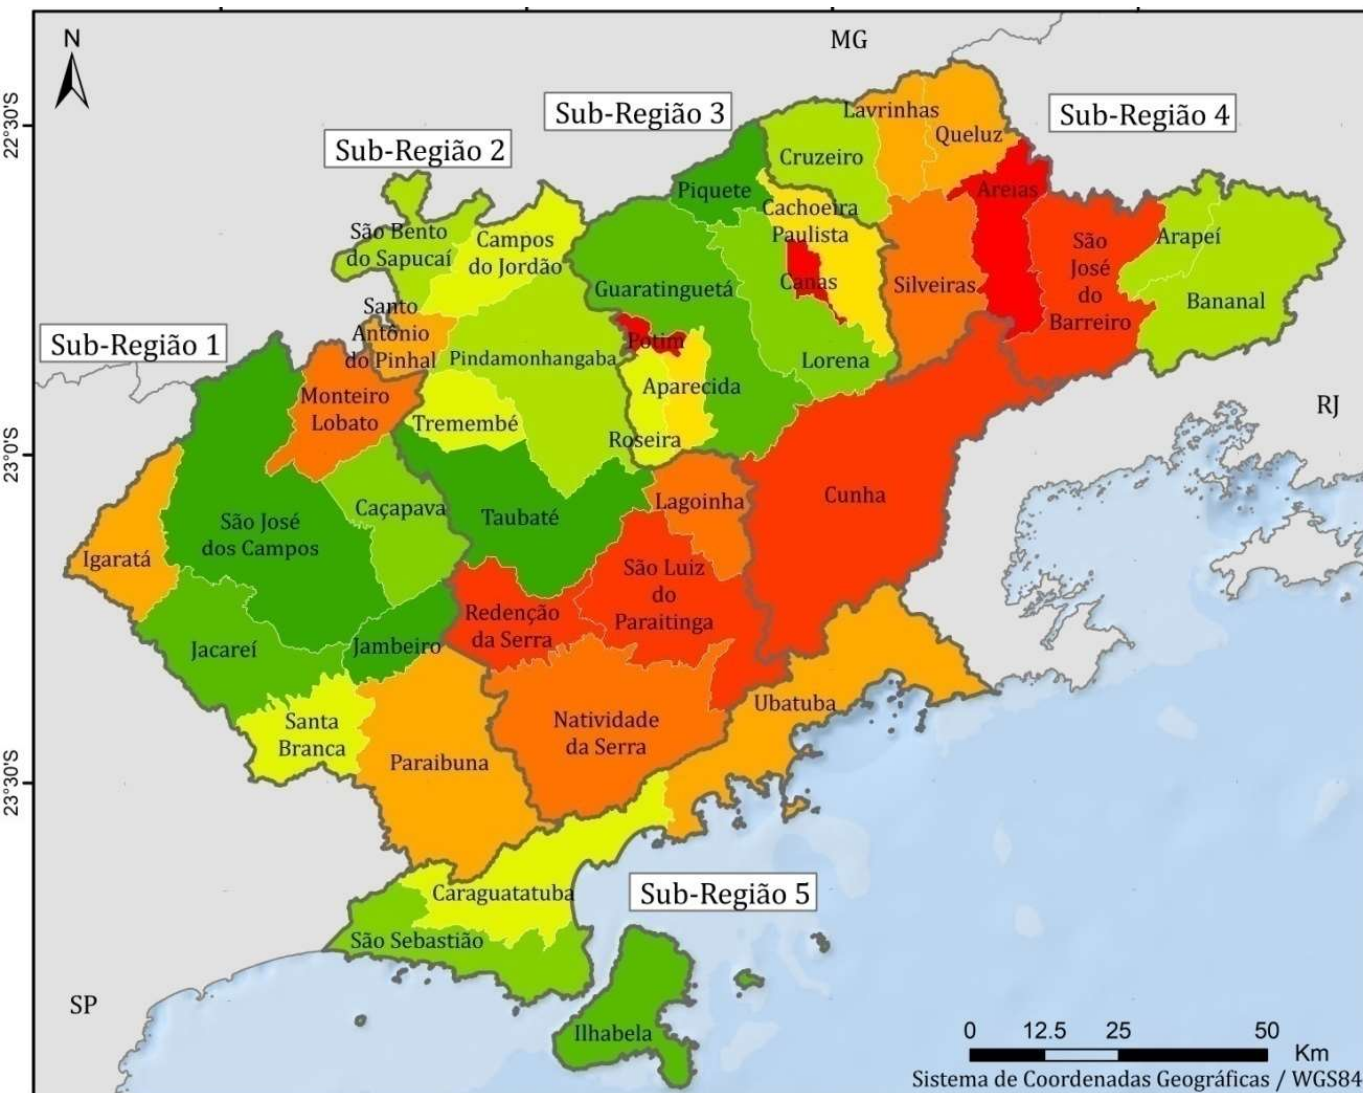 N
MG
22°30'S
Sub-Região 3
Sub-Região 4
Sub-Região 2
Lavrinhas
Queluz
Cruzeiro
Piquete
Areias
Cachoeira
Paulista
São Bento
do Sapucaí
Campos
do Jordão
São
José
do
Barreiro
Arapeí
Guaratinguetá
Canas
Silveiras
Bananal
Santo
Antônio
do Pinhal
Sub-Região 1
Potim
Pindamonhangaba
Lorena
Aparecida
Monteiro
Lobato
Tremembé
Roseira
RJ
23°0'S
Caçapava
Lagoinha
Cunha
Taubaté
São José
dos Campos
Igaratá
São Luiz
do
Paraitinga
Redenção
da Serra
Jacareí
Jambeiro
Ubatuba
Santa
Branca
Natividade
da Serra
Paraibuna
23°30'S
Caraguatatuba
Sub-Região 5
São Sebastião
SP
Ilhabela
0 12.5 25 50
Km
Sistema de Coordenadas Geográficas / WGS84